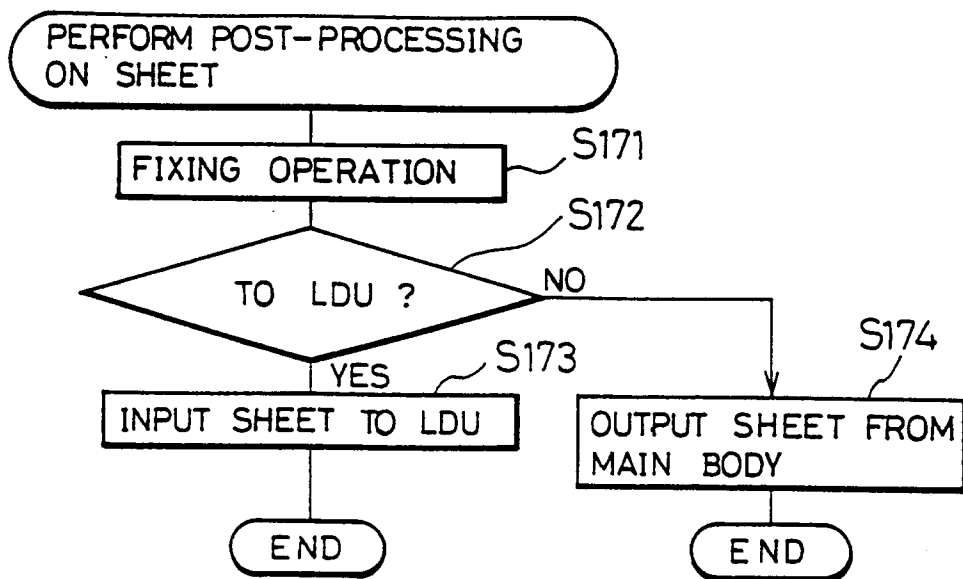 PERFORM POST-PROCESSING
ON SHEET
S171
FIXING OPERATION
S172
TO LDU ?
NO
YES
S173
S174
INPUT SHEET TO LDU
OUTPUT SHEET FROM
MAIN BODY
END
END